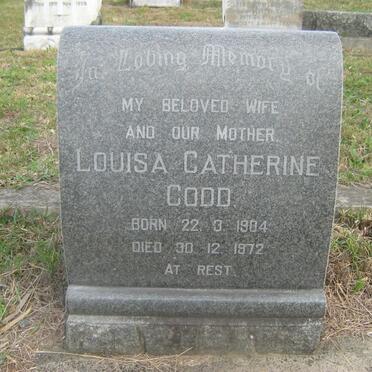 In Loving Memory of
MY BELOVED WIFE
AND OUR MOTHER.
LOUISA CATHERINE
CODD
BORN 22. 3. 1904
DIED 30. 12. 1972
AT REST.